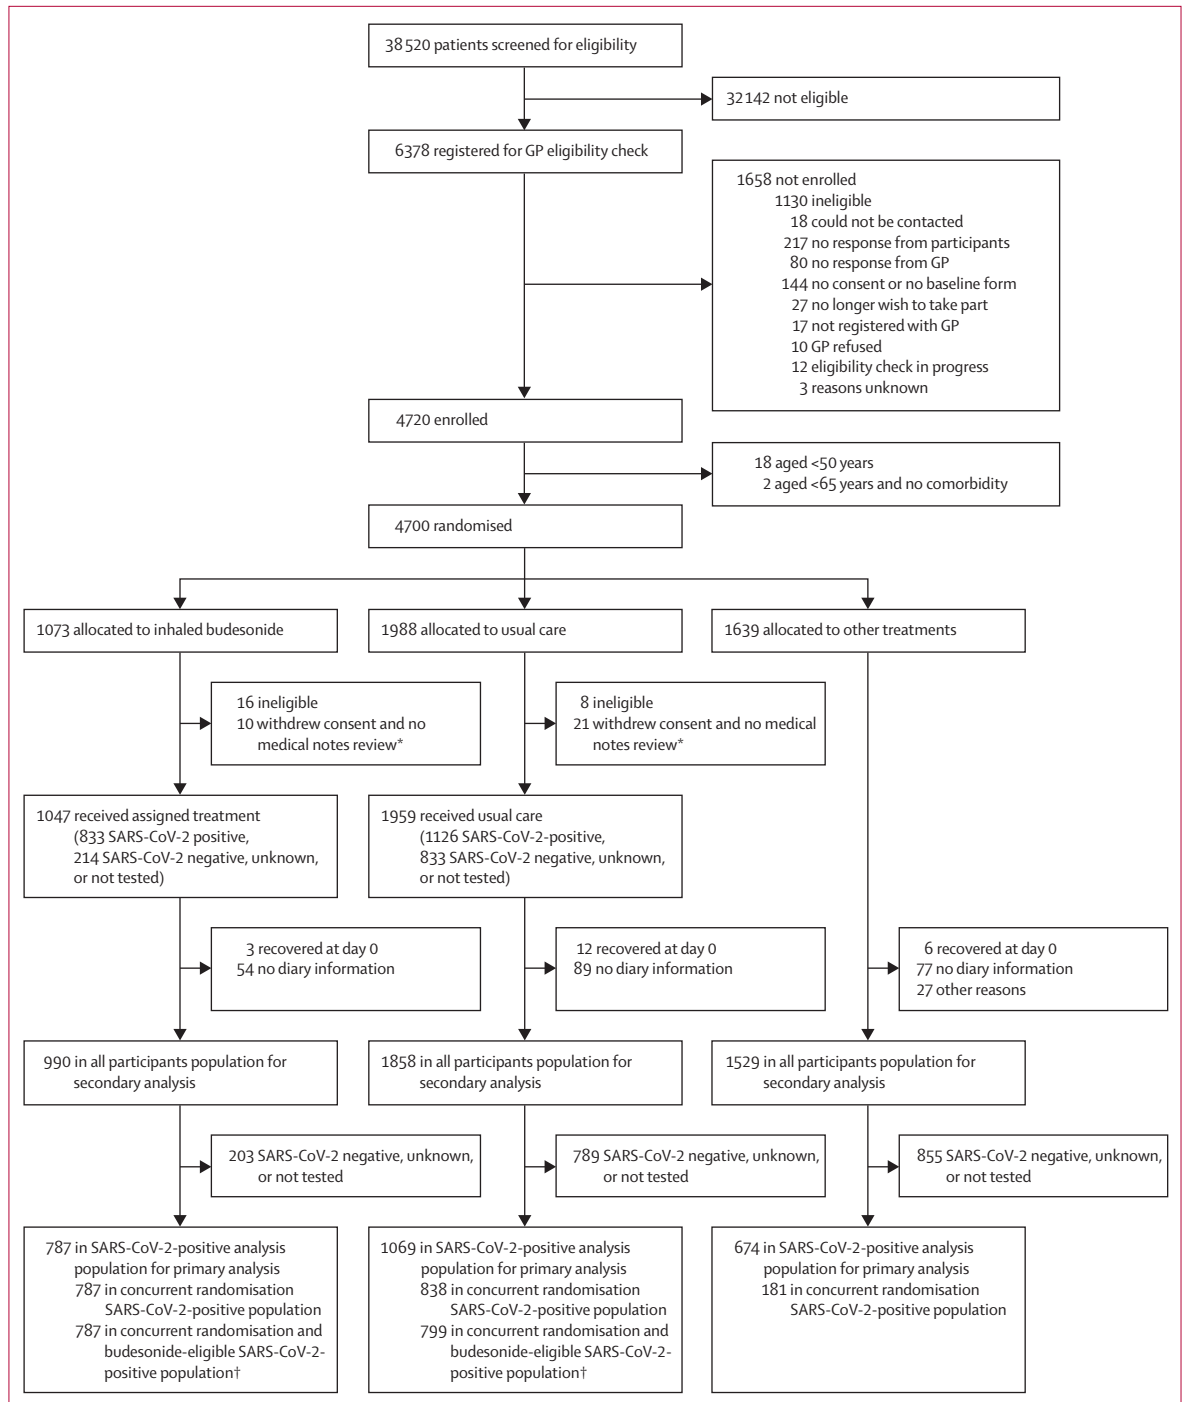 38 520 patients screened for eligibility
32 142 not eligible
6378 registered for GP eligibility check
1658 not enrolled
1130 ineligible
18 could not be contacted
217 no response from participants
80 no response from GP
144 no consent or no baseline form
27 no longer wish to take part
17 not registered with GP
10 GP refused
12 eligibility check in progress
3 reasons unknown
4720 enrolled
18 aged <50 years
2 aged <65 years and no comorbidity
4700 randomised
1073 allocated to inhaled budesonide
1988 allocated to usual care
1639 allocated to other treatments
16 ineligible
10 withdrew consent and no
medical notes review*
8 ineligible
21 withdrew consent and no medical
notes review*
1047 received assigned treatment
(833 SARS-CoV-2 positive,
214 SARS-CoV-2 negative, unknown,
or not tested)
1959 received usual care
(1126 SARS-CoV-2-positive,
833 SARS-CoV-2 negative, unknown,
or not tested)
3 recovered at day 0
54 no diary information
12 recovered at day 0
89 no diary information
6 recovered at day 0
77 no diary information
27 other reasons
990 in all participants population for
secondary analysis
1858 in all participants population for
secondary analysis
1529 in all participants population for
secondary analysis
203 SARS-CoV-2 negative, unknown,
or not tested
789 SARS-CoV-2 negative, unknown,
or not tested
855 SARS-CoV-2 negative, unknown,
or not tested
787 in SARS-CoV-2-positive analysis
population for primary analysis
787 in concurrent randomisation
SARS-CoV-2-positive population
787 in concurrent randomisation and
budesonide-eligible SARS-CoV-2-
positive population†
1069 in SARS-CoV-2-positive analysis
population for primary analysis
838 in concurrent randomisation
SARS-CoV-2-positive population
799 in concurrent randomisation and
budesonide-eligible SARS-CoV-2-
positive population†
674 in SARS-CoV-2-positive analysis
population for primary analysis
181 in concurrent randomisation
SARS-CoV-2-positive population